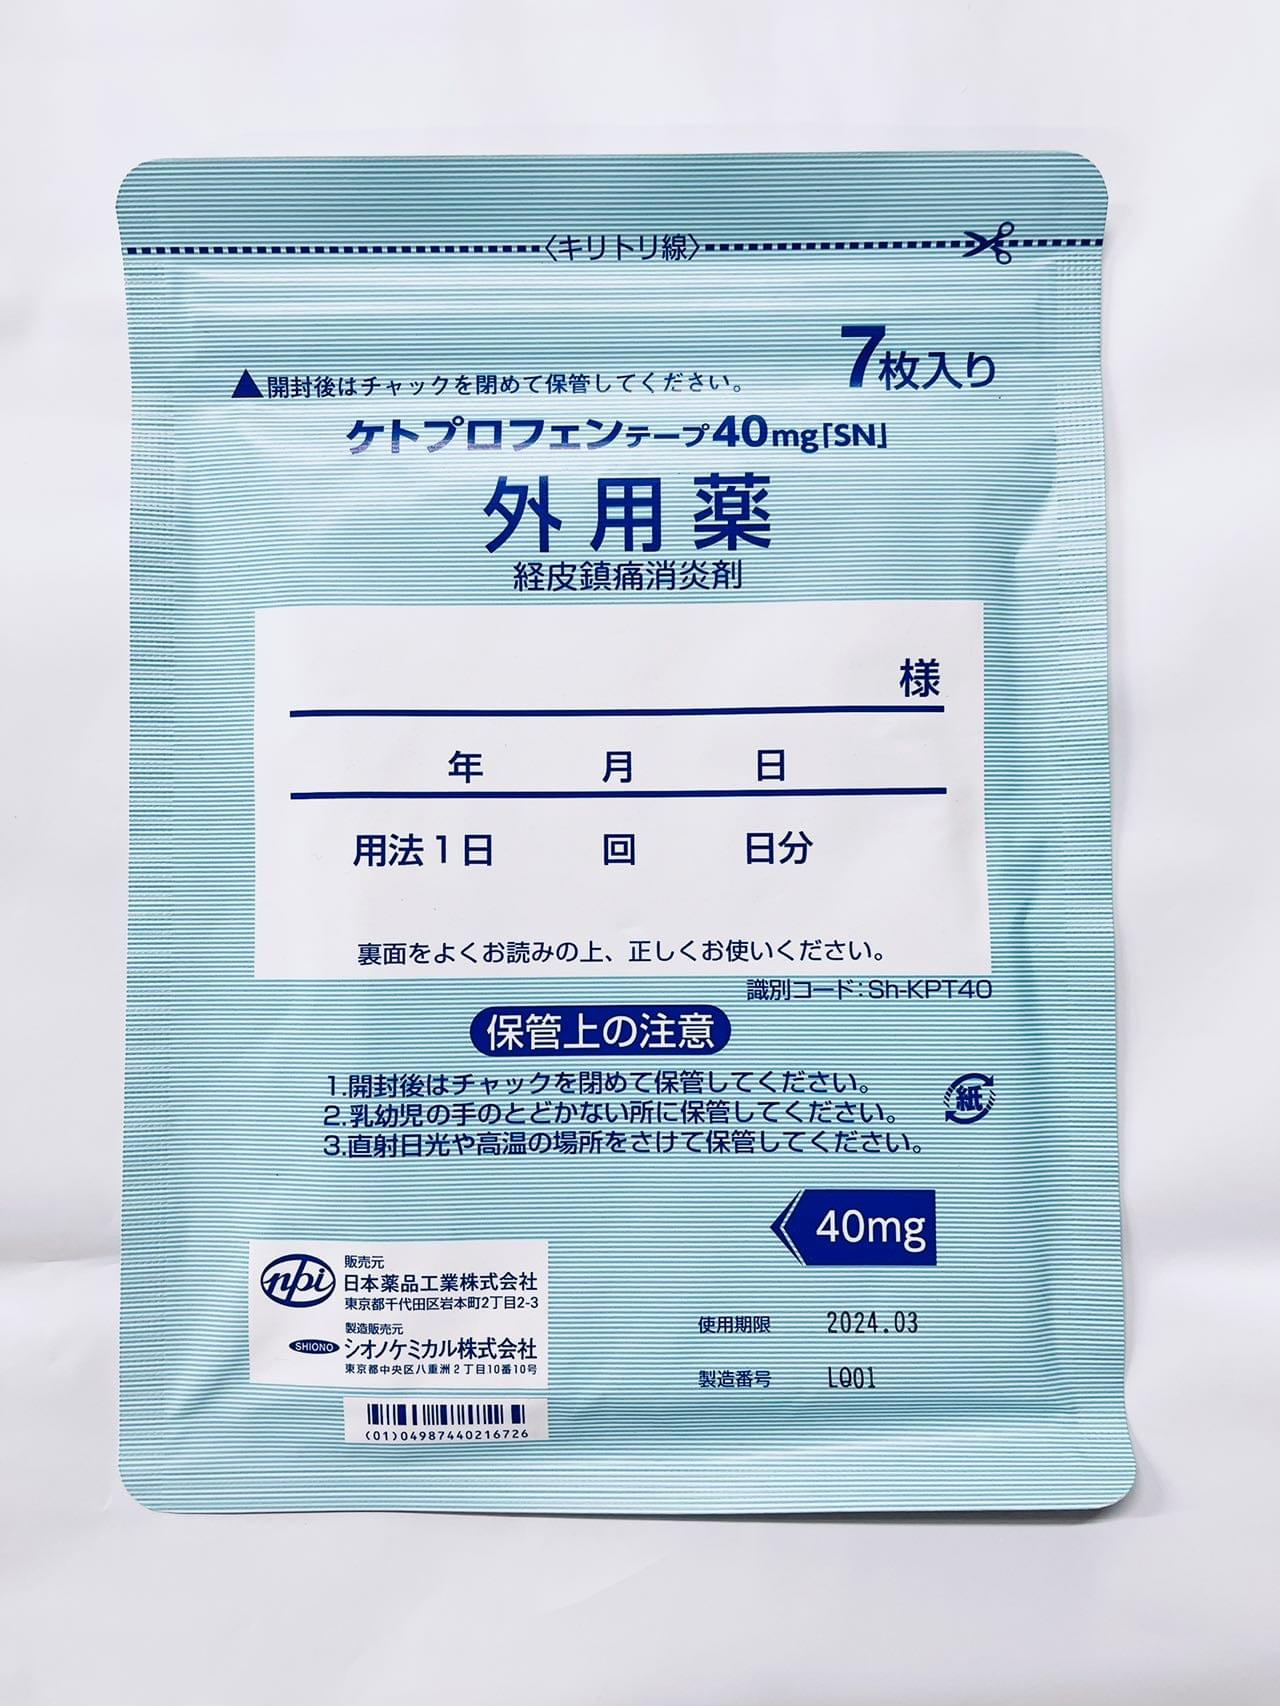 〈キリトリ線〉
7枚入り
▲開封後はチャックを閉めて保管してください。
ケトプロフェンテープ40mg「SN」
外用薬
経皮鎮痛消炎剤
様
年 月 日
用法1日 回 日分
裏面をよくお読みの上、正しくお使いください。
識別コード:Sh-KPT40
保管上の注意
1.開封後はチャックを閉めて保管してください。
2.乳幼児の手のとどかない所に保管してください。
3.直射日光や高温の場所をさけて保管してください。
紙
40mg
npi
販売元
日本薬品工業株式会社
東京都千代田区岩本町2丁目2-3
製造販売元
SHIONO シオノケミカル株式会社
東京都中央区八重洲2丁目10番10号
(01)04987440216726
使用期限 2024.03
製造番号 LQ01